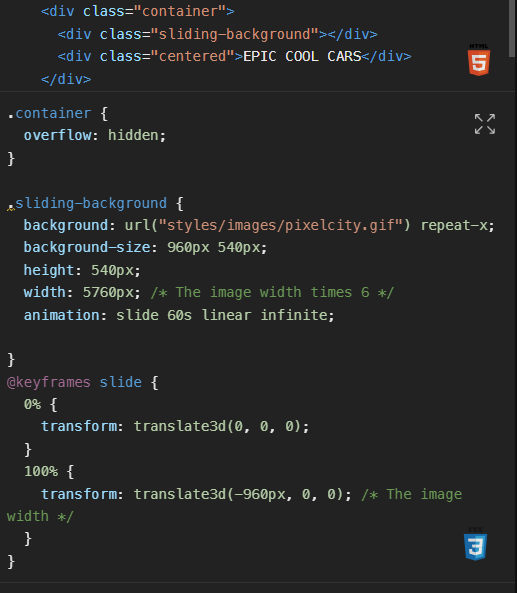 <div class="container">
<div class="sliding-background"></div>
<div class="centered">EPIC COOL CARS</div>
</div>
HTML
5
.container {
overflow: hidden;
}
.sliding-background {
background: url("styles/images/pixelcity.gif") repeat-x;
background-size: 960px 540px;
height: 540px;
width: 5760px; /* The image width times 6 */
animation: slide 60s linear infinite;
}
@keyframes slide {
0% {
transform: translate3d(0, 0, 0);
}
100% {
transform: translate3d(-960px, 0, 0); /* The image
width */
}
}
CSS
3